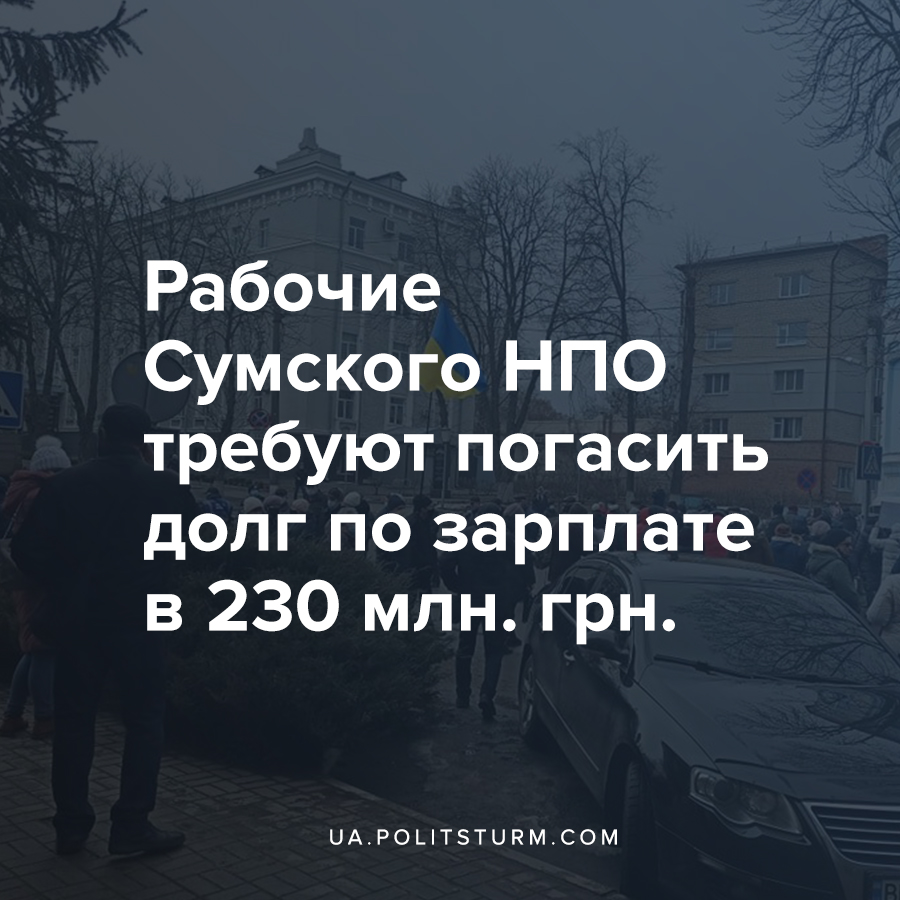 Рабочие
Сумского НПО
требуют погасить
долг по зарплате
в 230 млн. грн.
UA.POLITSTURM.COM